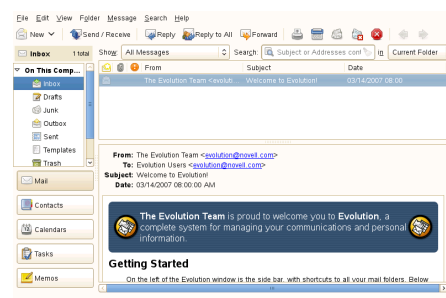 File Edit View Folder Message Search Help
New Send / Receive Reply Reply to All Forward
Inbox 1 total Show: All Messages Search: Subject or Addresses cont in Current Folder
On This Comp...
Inbox
Drafts
Junk
Outbox
Sent
Templates
Trash
From Subject Date
The Evolution Team <evoluti... Welcome to Evolution! 03/14/2007 08:00
Mail
Contacts
Calendars
Tasks
Memos
From: The Evolution Team <evolution@novell.com>
To: Evolution Users <evolution@novell.com>
Subject: Welcome to Evolution!
Date: 03/14/2007 08:00:00 AM
The Evolution Team is proud to welcome you to Evolution, a
complete system for managing your communications and personal
information.
Getting Started
On the left of the Evolution window is the side bar, with shortcuts to all your mail folders. Below